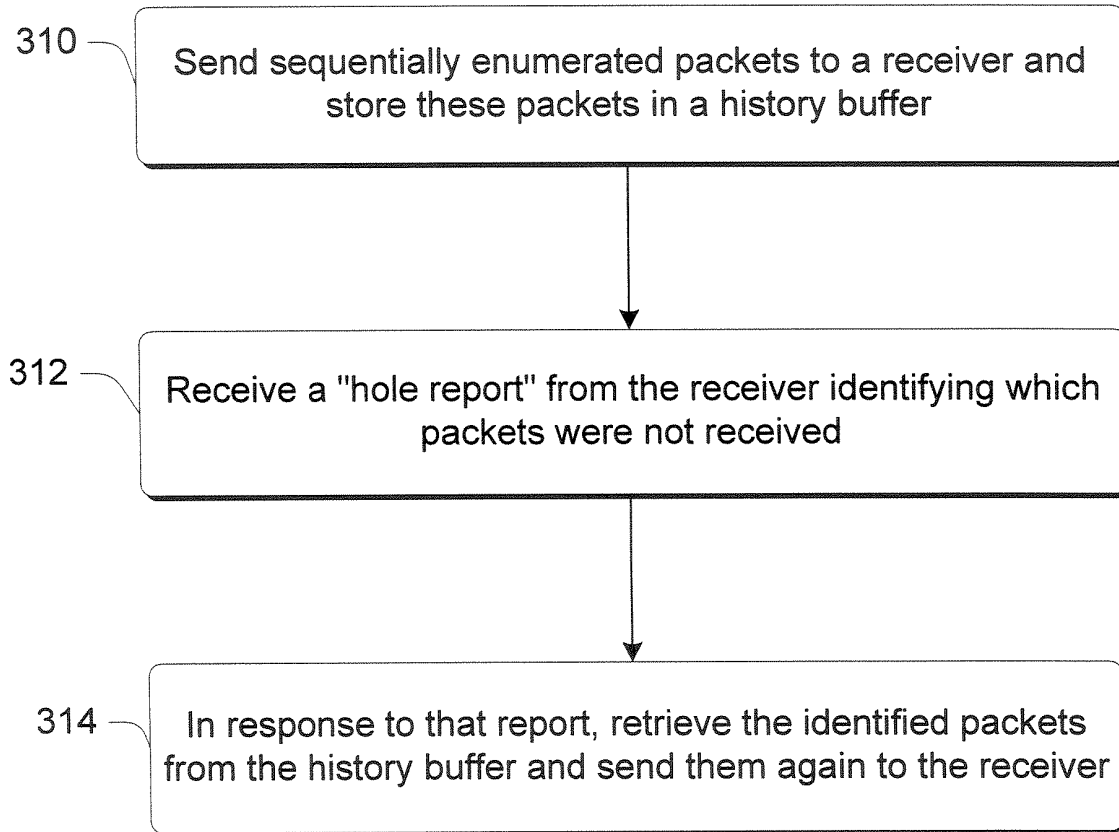 310
Send sequentially enumerated packets to a receiver and
store these packets in a history buffer
312
Receive a "hole report" from the receiver identifying which
packets were not received
314
In response to that report, retrieve the identified packets
from the history buffer and send them again to the receiver